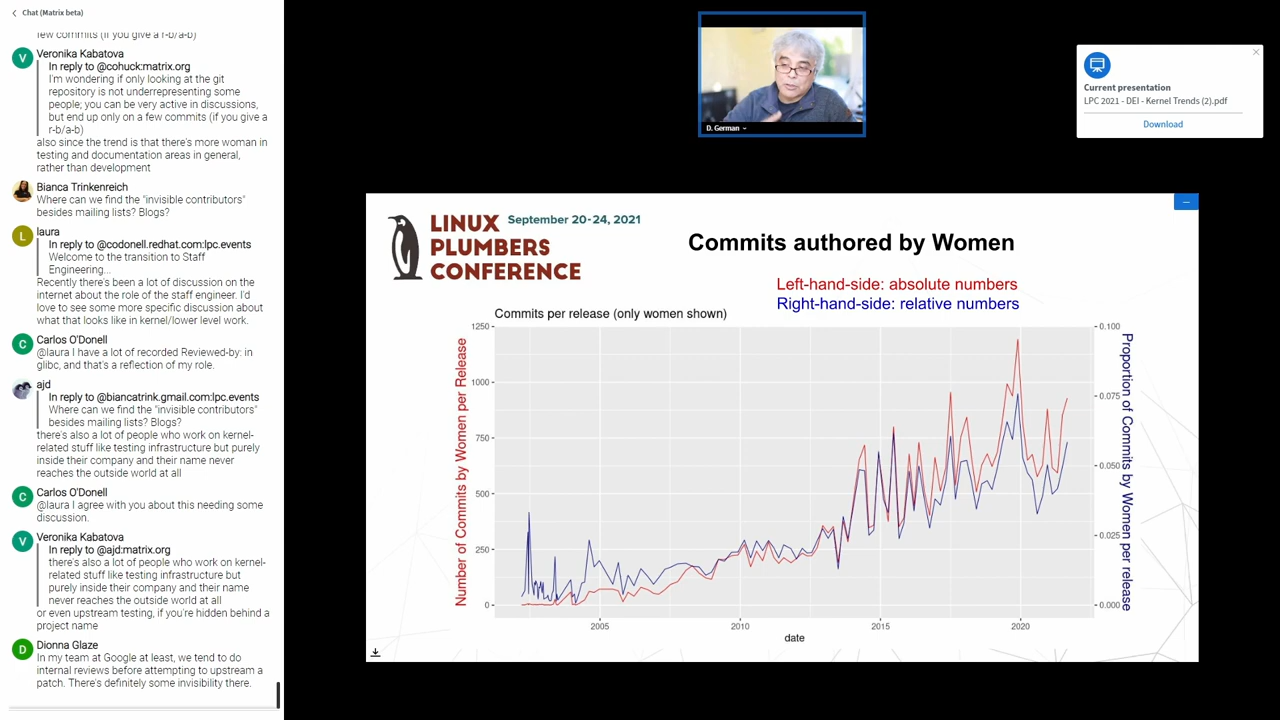 Chat (Matrix beta)
few commits (if you give a r-b/a-b)
V
Veronika Kabatova
In reply to @cohuck:matrix.org
I'm wondering if only looking at the git
repository is not underrepresenting some
people; you can be very active in discussions,
but end up only on a few commits (if you give a
r-b/a-b)
also since the trend is that there's more woman in
testing and documentation areas in general,
rather than development
Bianca Trinkenreich
Where can we find the "invisible contributors"
besides mailing lists? Blogs?
L
laura
In reply to @codonell.redhat.com:lpc.events
Welcome to the transition to Staff
Engineering...
Recently there's been a lot of discussion on the
internet about the role of the staff engineer. I'd
love to see some more specific discussion about
what that looks like in kernel/lower level work.
C
Carlos O'Donell
@laura I have a lot of recorded Reviewed-by: in
glibc, and that's a reflection of my role.
ajd
In reply to @biancatrink.gmail.com:lpc.events
Where can we find the "invisible contributors"
besides mailing lists? Blogs?
there's also a lot of people who work on kernel-
related stuff like testing infrastructure but purely
inside their company and their name never
reaches the outside world at all
C
Carlos O'Donell
@laura I agree with you about this needing some
discussion.
V
Veronika Kabatova
In reply to @ajd:matrix.org
there's also a lot of people who work on kernel-
related stuff like testing infrastructure but
purely inside their company and their name
never reaches the outside world at all
or even upstream testing, if you're hidden behind a
project name
D
Dionna Glaze
In my team at Google at least, we tend to do
internal reviews before attempting to upstream a
patch. There's definitely some invisibility there.
D. German
Current presentation
LPC 2021 - DEI - Kernel Trends (2).pdf
Download
LINUX
PLUMBERS
CONFERENCE
September 20-24, 2021
Commits authored by Women
Left-hand-side: absolute numbers
Right-hand-side: relative numbers
Commits per release (only women shown)
Number of Commits by Women per Release
1250
1000
750
500
250
0
0.100
0.075
0.050
0.025
0.000
Proportion of Commits by Women per release
2005
2010
2015
2020
date